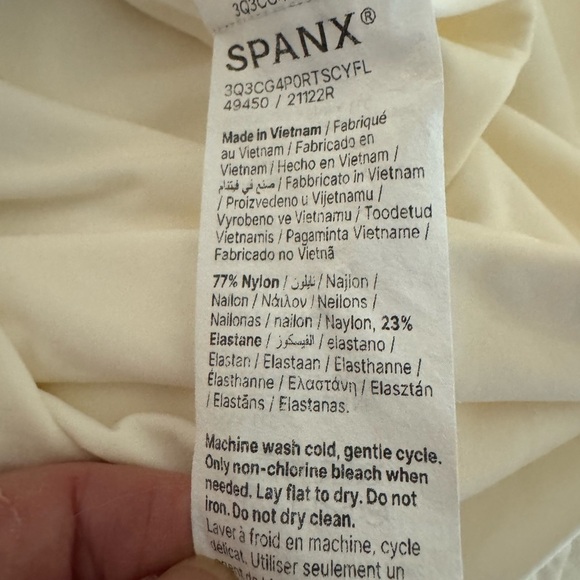 SPANX®
3Q3CG4PORTSCYFL
49450 / 21122R
Made in Vietnam / Fabriqué
au Vietnam / Fabricado en
Vietnam / Hecho en Vietnam /
صنع في فيتنام / Fabbricato in Vietnam
/ Proizvedeno u Vijetnamu /
Vyrobeno ve Vietnamu / Toodetud
Vietnamis / Pagaminta Vietnarne /
Fabricado no Vietnã
77% Nylon / نايلون / Najlon /
Nailon / Νάιλον / Neilons /
Nailonas / nailon / Naylon, 23%
Elastane / الفيسكوز / elastano /
Elastan / Elastaan / Elasthanne /
Élasthanne / Ελαστάνη / Elasztán
/ Elastāns / Elastanas.
Machine wash cold, gentle cycle.
Only non-chlorine bleach when
needed. Lay flat to dry. Do not
iron. Do not dry clean.
Laver à froid en machine, cycle
délicat. Utiliser seulement un